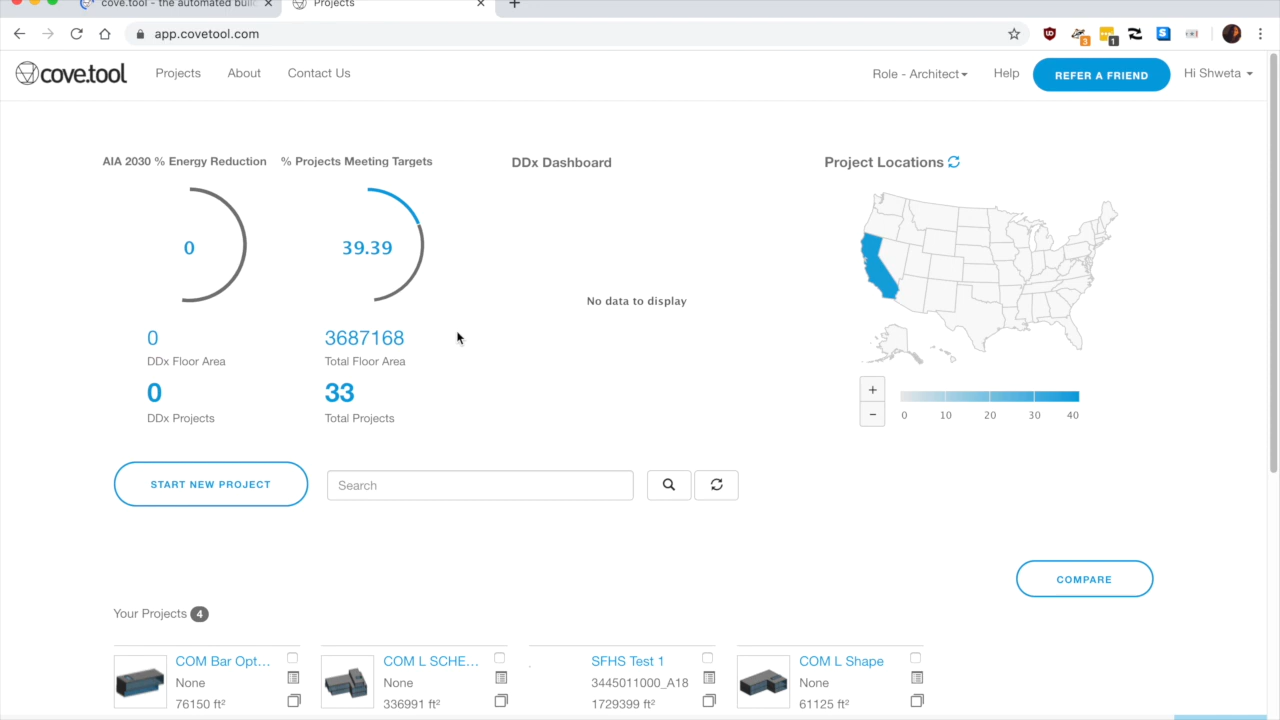 cove.tool - the automated buil
Projects
app.covetool.com
3
1
cove.tool
Projects
About
Contact Us
Role - Architect
Help
REFER A FRIEND
Hi Shweta
AIA 2030 % Energy Reduction
% Projects Meeting Targets
DDx Dashboard
Project Locations
0
39.39
No data to display
0
DDx Floor Area
3687168
Total Floor Area
0
DDx Projects
33
Total Projects
+
−
0 10 20 30 40
START NEW PROJECT
Search
COMPARE
Your Projects 4
COM Bar Opt...
None
76150 ft²
COM L SCHE...
None
336991 ft²
SFHS Test 1
3445011000_A18
1729399 ft²
COM L Shape
None
61125 ft²